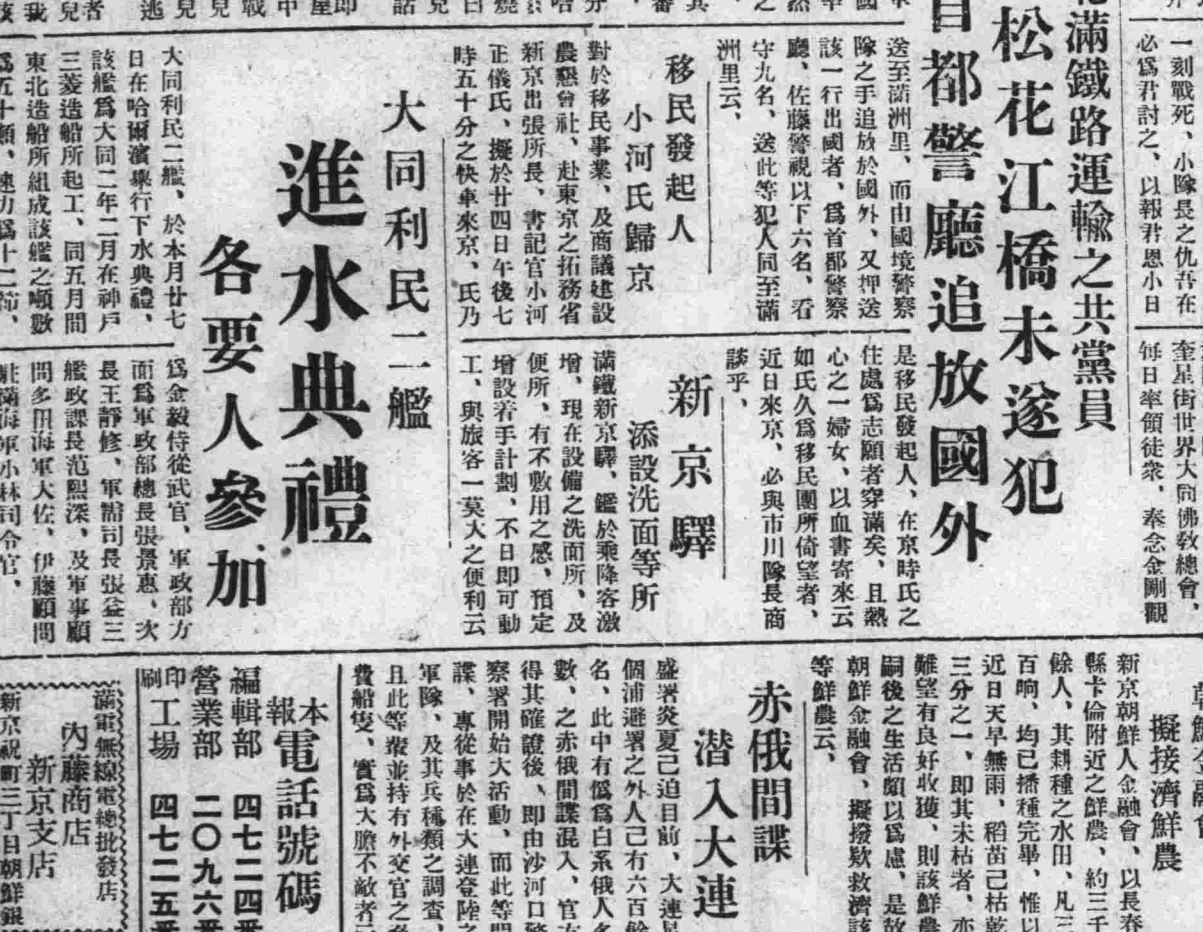 一刻戰死、小隊長之仇吾在
必爲君討之、以報君恩小日
奎星街世界大同佛教總會、
每日率領徒衆、奉念金剛觀
北滿鐵路運輸之共黨員
松花江橋未遂犯
首都警廳追放國外
送至滿洲里、而由國境警察
隊之手追放於國外、又押送
該一行出國者、爲首都警察
廳、佐藤警視以下六名、看
守九名、送此等犯人同至滿
洲里云、
移民發起人
小河氏歸京
對於移民事業、及商議建設
農懇會社、赴東京之拓務省
新京出張所長、書記官小河
正儀氏、擬於廿四日午後七
時五十分之快車來京、氏乃
是移民發起人、在京時氏之
住處爲志願者穿滿矣、且熱
心之一婦女、以血書寄來云
如氏久爲移民團所倚望者、
近日來京、必與市川隊長商
談乎、
新京驛
添設洗面等所
滿鐵新京驛、鑑於乘降客激
增、現在設備之洗面所、及
便所、有不敷用之感、預定
增設着手計劃、不日即可動
工、與旅客一莫大之便利云
大同利民二艦
進水典禮
各要人參加
大同利民二艦、於本月廿七
日在哈爾濱舉行下水典禮、
該艦爲大同二年二月在神戶
三菱造船所起工、同五月間
東北造船所組成該艦之噸數
爲五十噸、速力爲十二節、
爲金毅侍從武官、軍政部方
面爲軍政部總長張景惠、次
長王靜修、軍需司長張益三
艦政課長范熙深、及軍事顧
問多田海軍大佐、伊藤顧問
駐滿海軍小林司令官、
擬接濟鮮農
新京朝鮮人金融會、以長春
縣卡倫附近之鮮農、約三千
餘人、其耕種之水田、凡三
百晌、均已播種完畢、惟以
近日天旱無雨、稻苗已枯乾
三分之一、即其未枯者、亦
難望有良好收獲、則該鮮農
嗣後之生活頗以爲慮、是故
朝鮮金融會、擬撥欵救濟該
等鮮農云、
赤俄間諜
潜入大連
盛署炎夏已迫目前、大連星
個浦避署之外人已有六百餘
名、此中有僞爲白系俄人名
數、之赤俄間諜混入、官方
得其確證後、即由沙河口警
察署開始大活動、而此等間
諜、專從事於在大連登陸之
軍隊、及其兵種類之調查、
且此等輩並持有外交官之
費船隻、實爲大膽不敵者
本報電話號碼
編輯部 四七二四番
營業部 二〇九六番
印刷工場 四七二五番
滿電無線電總批發店
內藤商店
新京支店
新京祝町三丁目朝鮮銀